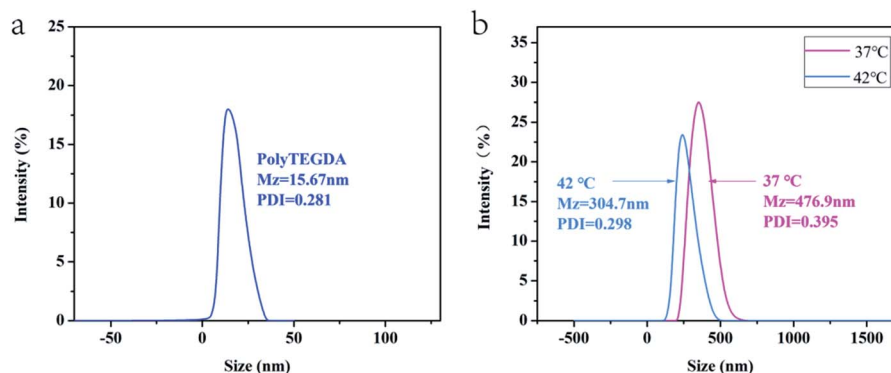 a
25
20
15
10
5
0
Intensity (%)
PolyTEGDA
Mz=15.67nm
PDI=0.281
-50
0
50
100
Size (nm)
b
35
30
25
20
15
10
5
0
Intensity (%)
37°C
42°C
42 °C
Mz=304.7nm
PDI=0.298
37 °C
Mz=476.9nm
PDI=0.395
-500
0
500
1000
1500
Size (nm)